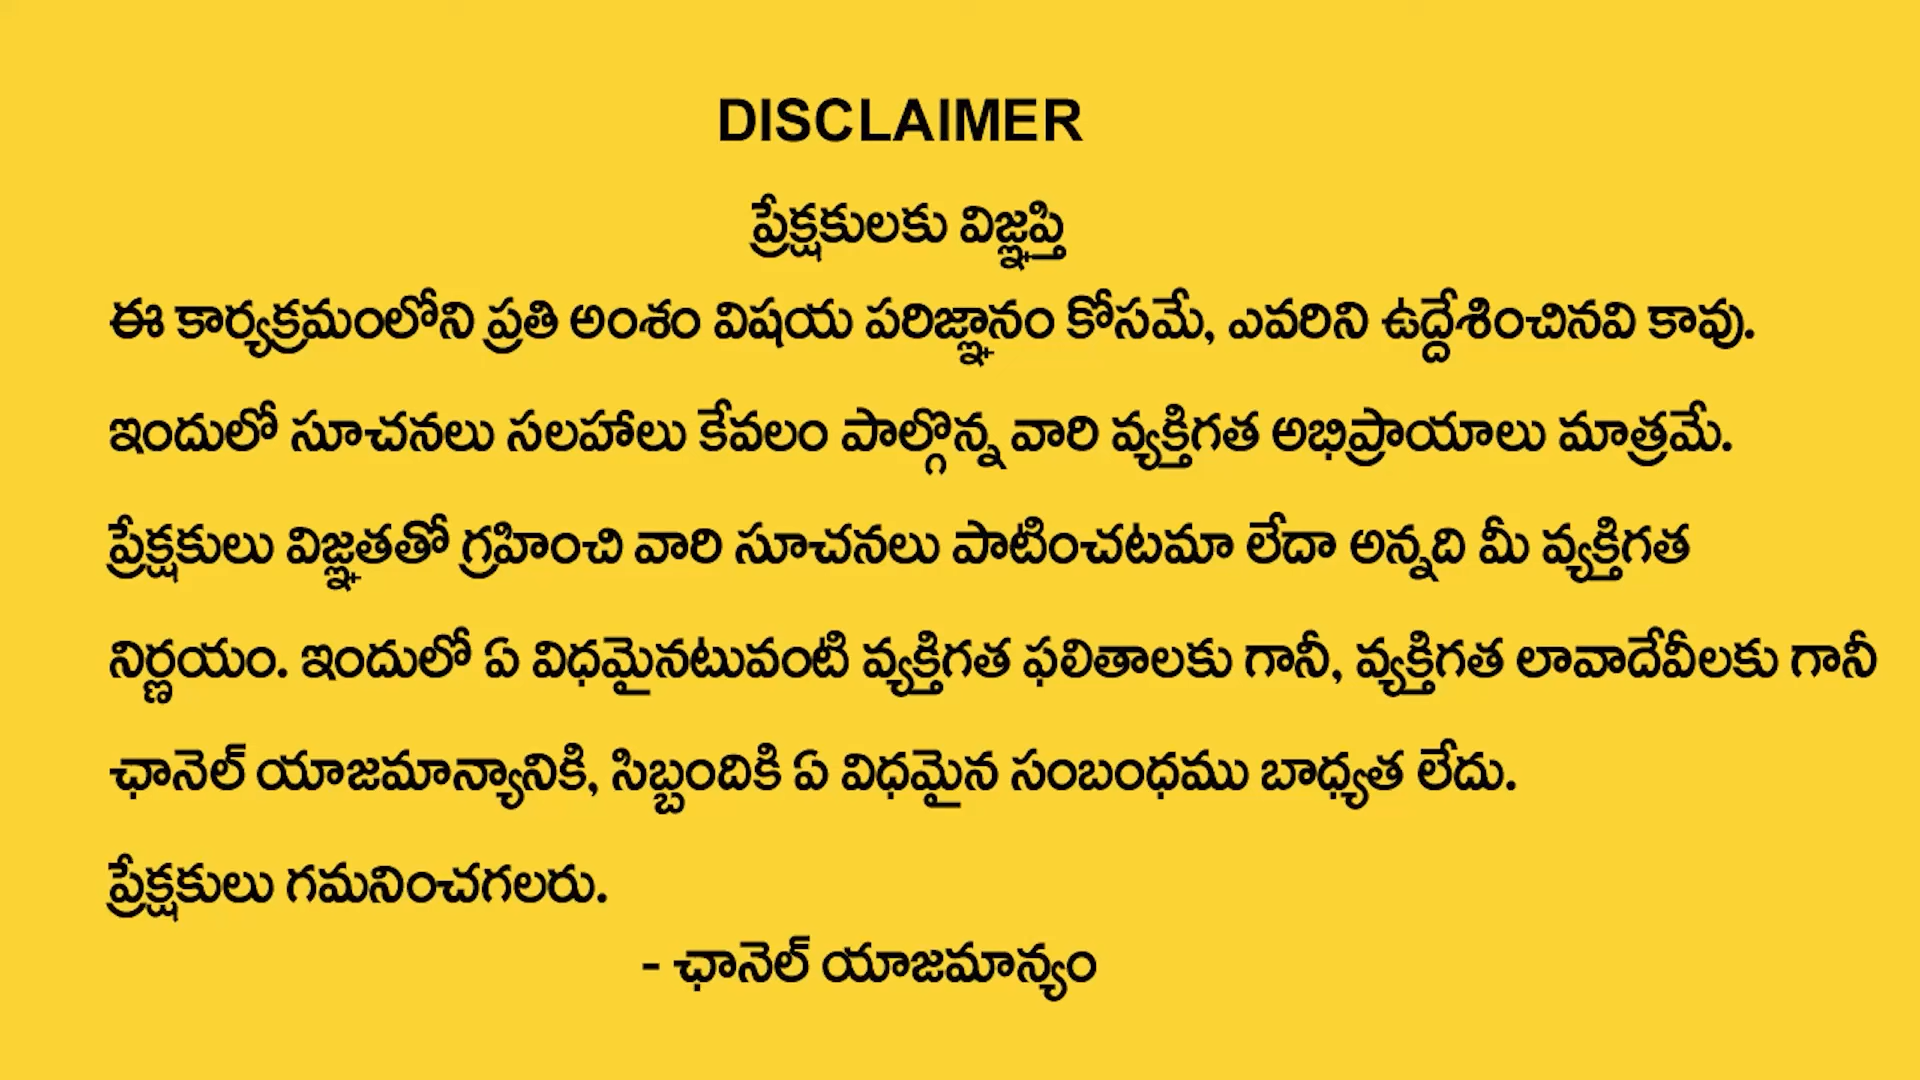 DISCLAIMER
ప్రేక్షకులకు విజ్ఞప్తి
ఈ కార్యక్రమంలోని ప్రతి అంశం విషయ పరిజ్ఞానం కోసమే, ఎవరిని ఉద్దేశించినవి కావు.
ఇందులో సూచనలు సలహాలు కేవలం పాల్గొన్న వారి వ్యక్తిగత అభిప్రాయాలు మాత్రమే.
ప్రేక్షకులు విజ్ఞతతో గ్రహించి వారి సూచనలు పాటించటమా లేదా అన్నది మీ వ్యక్తిగత
నిర్ణయం. ఇందులో ఏ విధమైనటువంటి వ్యక్తిగత ఫలితాలకు గానీ, వ్యక్తిగత లావాదేవీలకు గానీ
ఛానెల్ యాజమాన్యానికి, సిబ్బందికి ఏ విధమైన సంబంధము బాధ్యత లేదు.
ప్రేక్షకులు గమనించగలరు.
- ఛానెల్ యాజమాన్యం